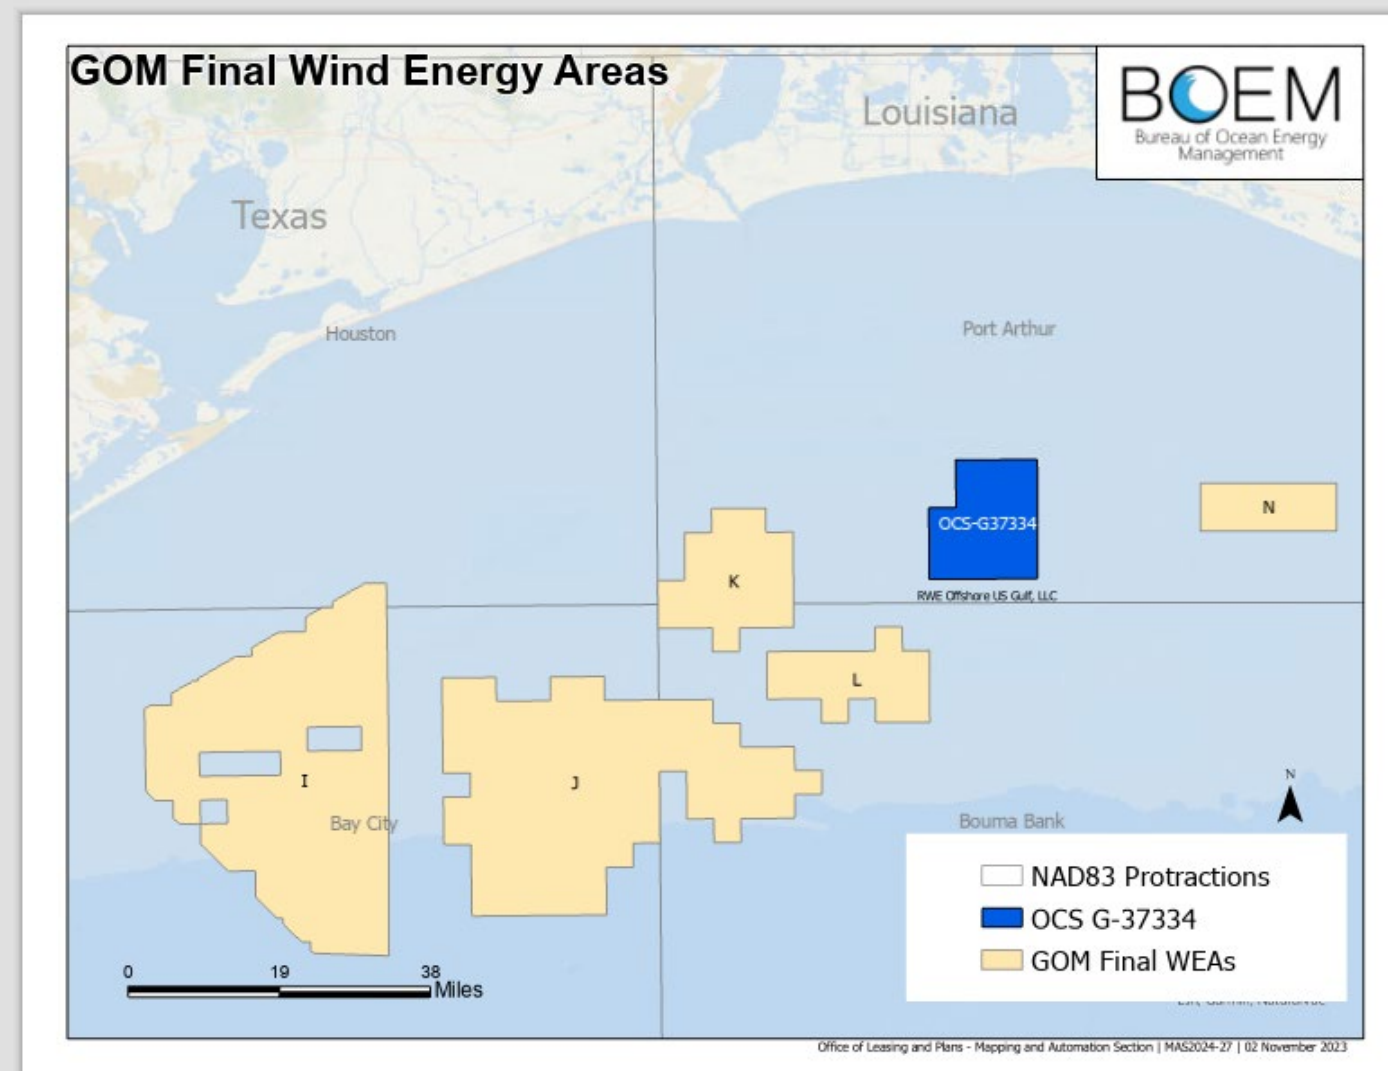 GOM Final Wind Energy Areas
BOEM
Bureau of Ocean Energy
Management
Louisiana
Texas
Houston
Port Arthur
OCS-G37334
N
K
RWE Offshore US Gulf, LLC
L
I
J
N
Bay City
Bouma Bank
NAD83 Protractions
OCS G-37334
GOM Final WEAs
0 19 38
Miles
Office of Leasing and Plans - Mapping and Automation Section | MAS2024-27 | 02 November 2023